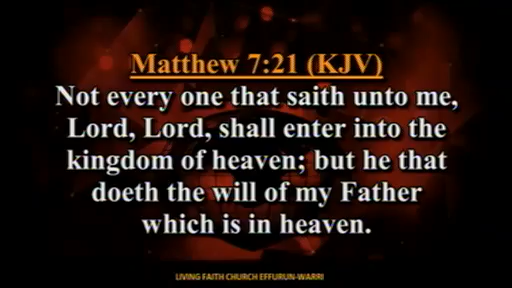 Matthew 7:21 (KJV)
Not every one that saith unto me,
Lord, Lord, shall enter into the
kingdom of heaven; but he that
doeth the will of my Father
which is in heaven.
LIVING FAITH CHURCH EFFURUN-WARRI